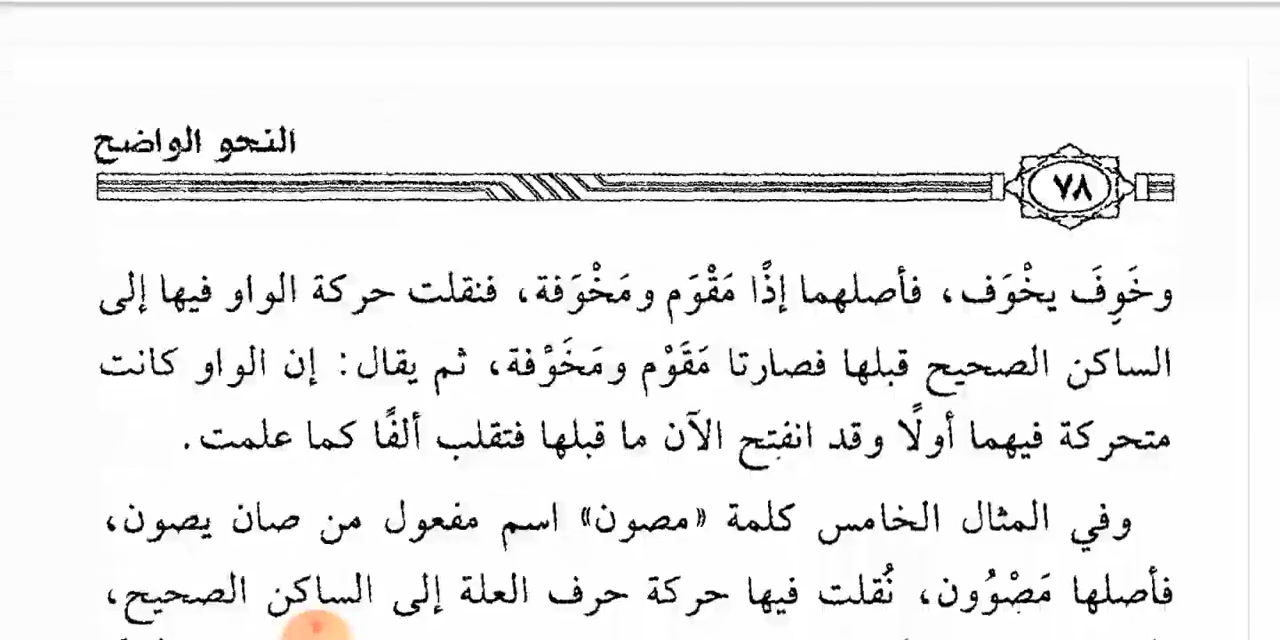 النحو الواضح
٧٨
وخَوِفَ يخْوَف، فأصلهما إذًا مَقْوَم ومَخْوَفة، فنقلت حركة الواو فيها إلى
الساكن الصحيح قبلها فصارتا مَقَوْم ومَخَوْفة، ثم يقال: إن الواو كانت
متحركة فيهما أولًا وقد انفتح الآن ما قبلها فتقلب ألفًا كما علمت.
وفي المثال الخامس كلمة «مصون» اسم مفعول من صان يصون،
فأصلها مَصْوُون، نُقلت فيها حركة حرف العلة إلى الساكن الصحيح،